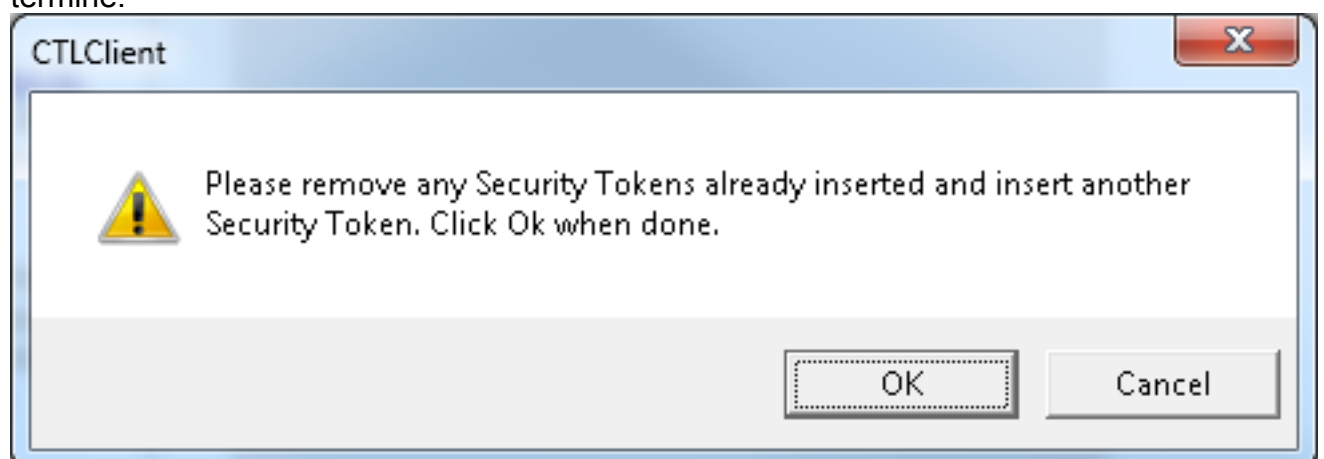 termine.
CTLClient
Please remove any Security Tokens already inserted and insert another
Security Token. Click Ok when done.
OK
Cancel